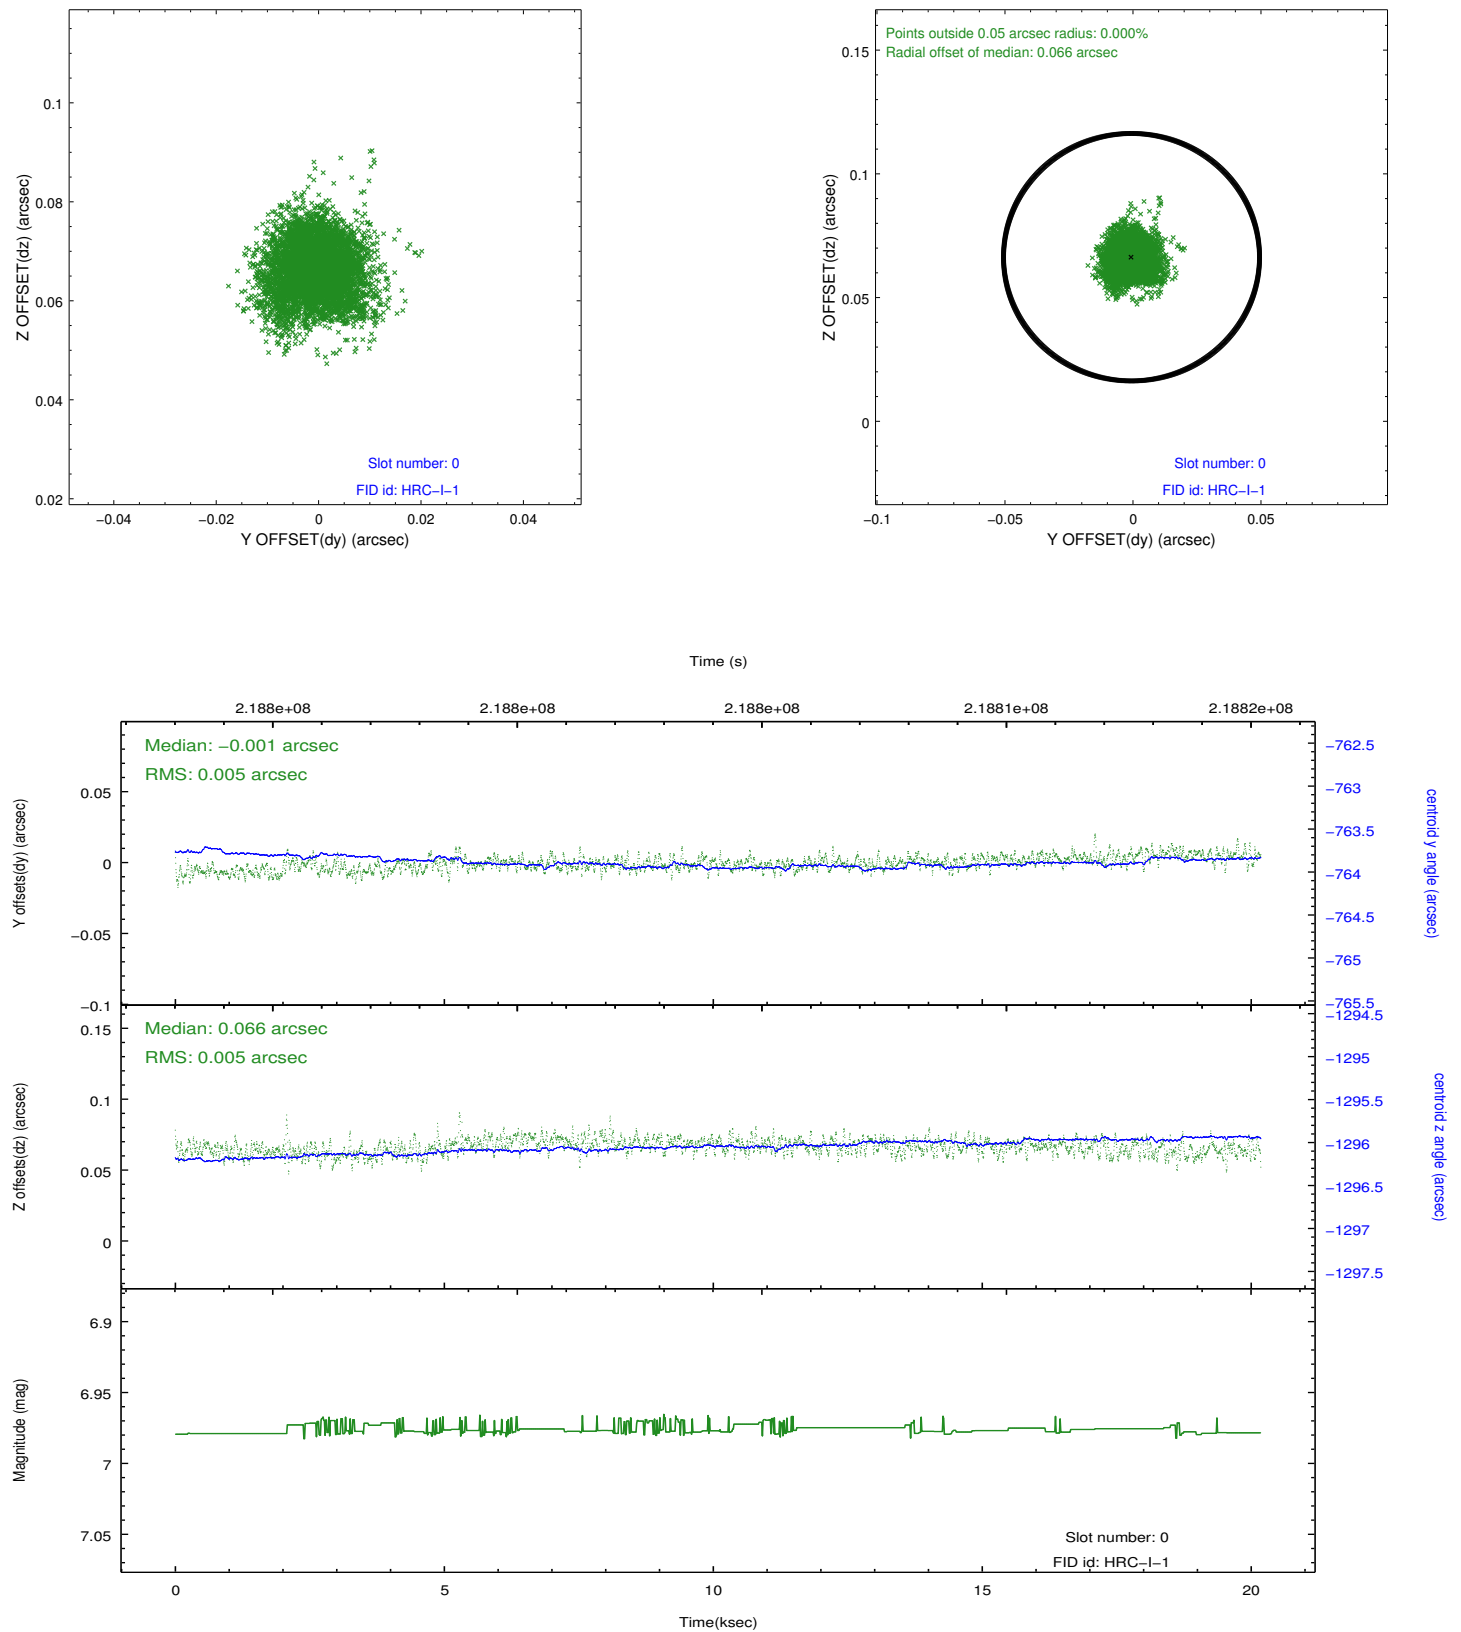 0.1
0.08
0.06
0.04
0.02
Z OFFSET(dz) (arcsec)
Slot number: 0
FID id: HRC−I−1
−0.04
−0.02
0
0.02
0.04
Y OFFSET(dy) (arcsec)
Points outside 0.05 arcsec radius: 0.000%
Radial offset of median: 0.066 arcsec
0.15
0.1
0.05
0
Z OFFSET(dz) (arcsec)
Slot number: 0
FID id: HRC−I−1
−0.1
−0.05
0
0.05
Y OFFSET(dy) (arcsec)
Time (s)
2.188e+08
2.188e+08
2.188e+08
2.1881e+08
2.1882e+08
Median: −0.001 arcsec
RMS: 0.005 arcsec
0.05
0
−0.05
−0.1
Y offsets(dy) (arcsec)
−762.5
−763
−763.5
−764
−764.5
−765
−765.5
centroid y angle (arcsec)
Median: 0.066 arcsec
RMS: 0.005 arcsec
0.15
0.1
0.05
0
Z offsets(dz) (arcsec)
−1294.5
−1295
−1295.5
−1296
−1296.5
−1297
−1297.5
centroid z angle (arcsec)
6.9
6.95
7
7.05
Magnitude (mag)
Slot number: 0
FID id: HRC−I−1
0
5
10
15
20
Time(ksec)